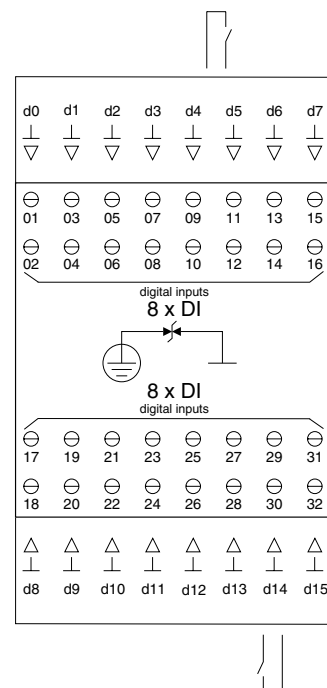 d0 d1 d2 d3 d4 d5 d6 d7
01 03 05 07 09 11 13 15
02 04 06 08 10 12 14 16
digital inputs
8 x DI
8 x DI
digital inputs
17 19 21 23 25 27 29 31
18 20 22 24 26 28 30 32
d8 d9 d10 d11 d12 d13 d14 d15